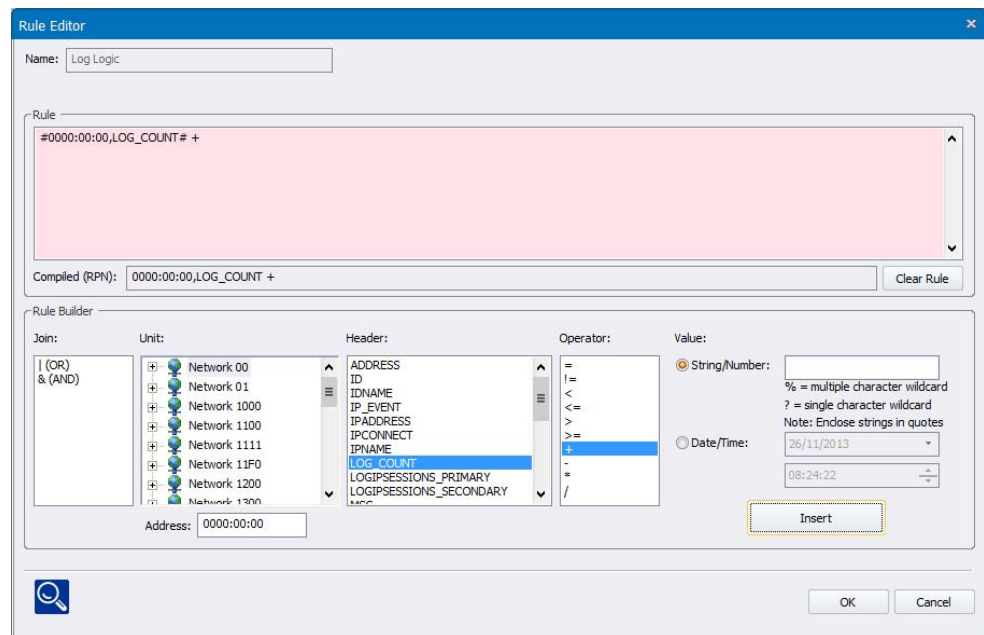 Rule Editor
Name: Log Logic
Rule
#0000:00:00,LOG_COUNT# +
Compiled (RPN): 0000:00:00,LOG_COUNT +
Clear Rule
Rule Builder
Join:
| (OR)
& (AND)
Unit:
Network 00
Network 01
Network 1000
Network 1100
Network 1111
Network 11F0
Network 1200
Network 1300
Address: 0000:00:00
Header:
ADDRESS
ID
IDNAME
IP_EVENT
IPADDRESS
IPCONNECT
IPNAME
LOG_COUNT
LOGIPSESSIONS_PRIMARY
LOGIPSESSIONS_SECONDARY
Operator:
=
!=
<
<=
>
>=
+
-
*
/
Value:
String/Number:
% = multiple character wildcard
? = single character wildcard
Note: Enclose strings in quotes
Date/Time: 26/11/2013
08:24:22
Insert
OK
Cancel